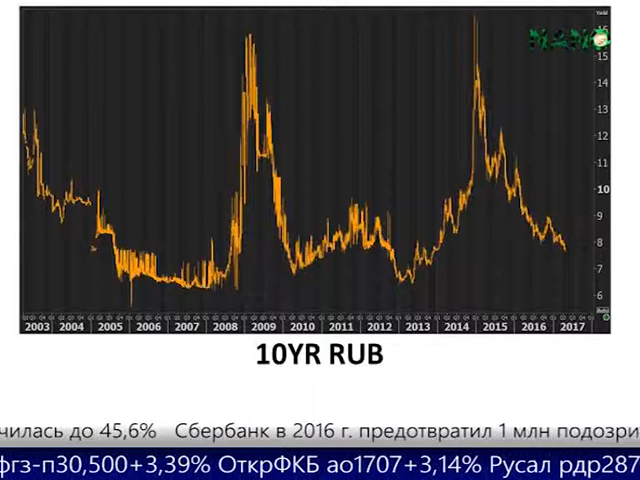 Yield
16
15
14
13
12
11
10
9
8
7
6
Auto
2003 2004 2005 2006 2007 2008 2009 2010 2011 2012 2013 2014 2015 2016 2017
10YR RUB
чилась до 45,6% Сбербанк в 2016 г. предотвратил 1 млн подозри
фгз-п30,500+3,39% ОткрФКБ ао1707+3,14% Русал рдр287